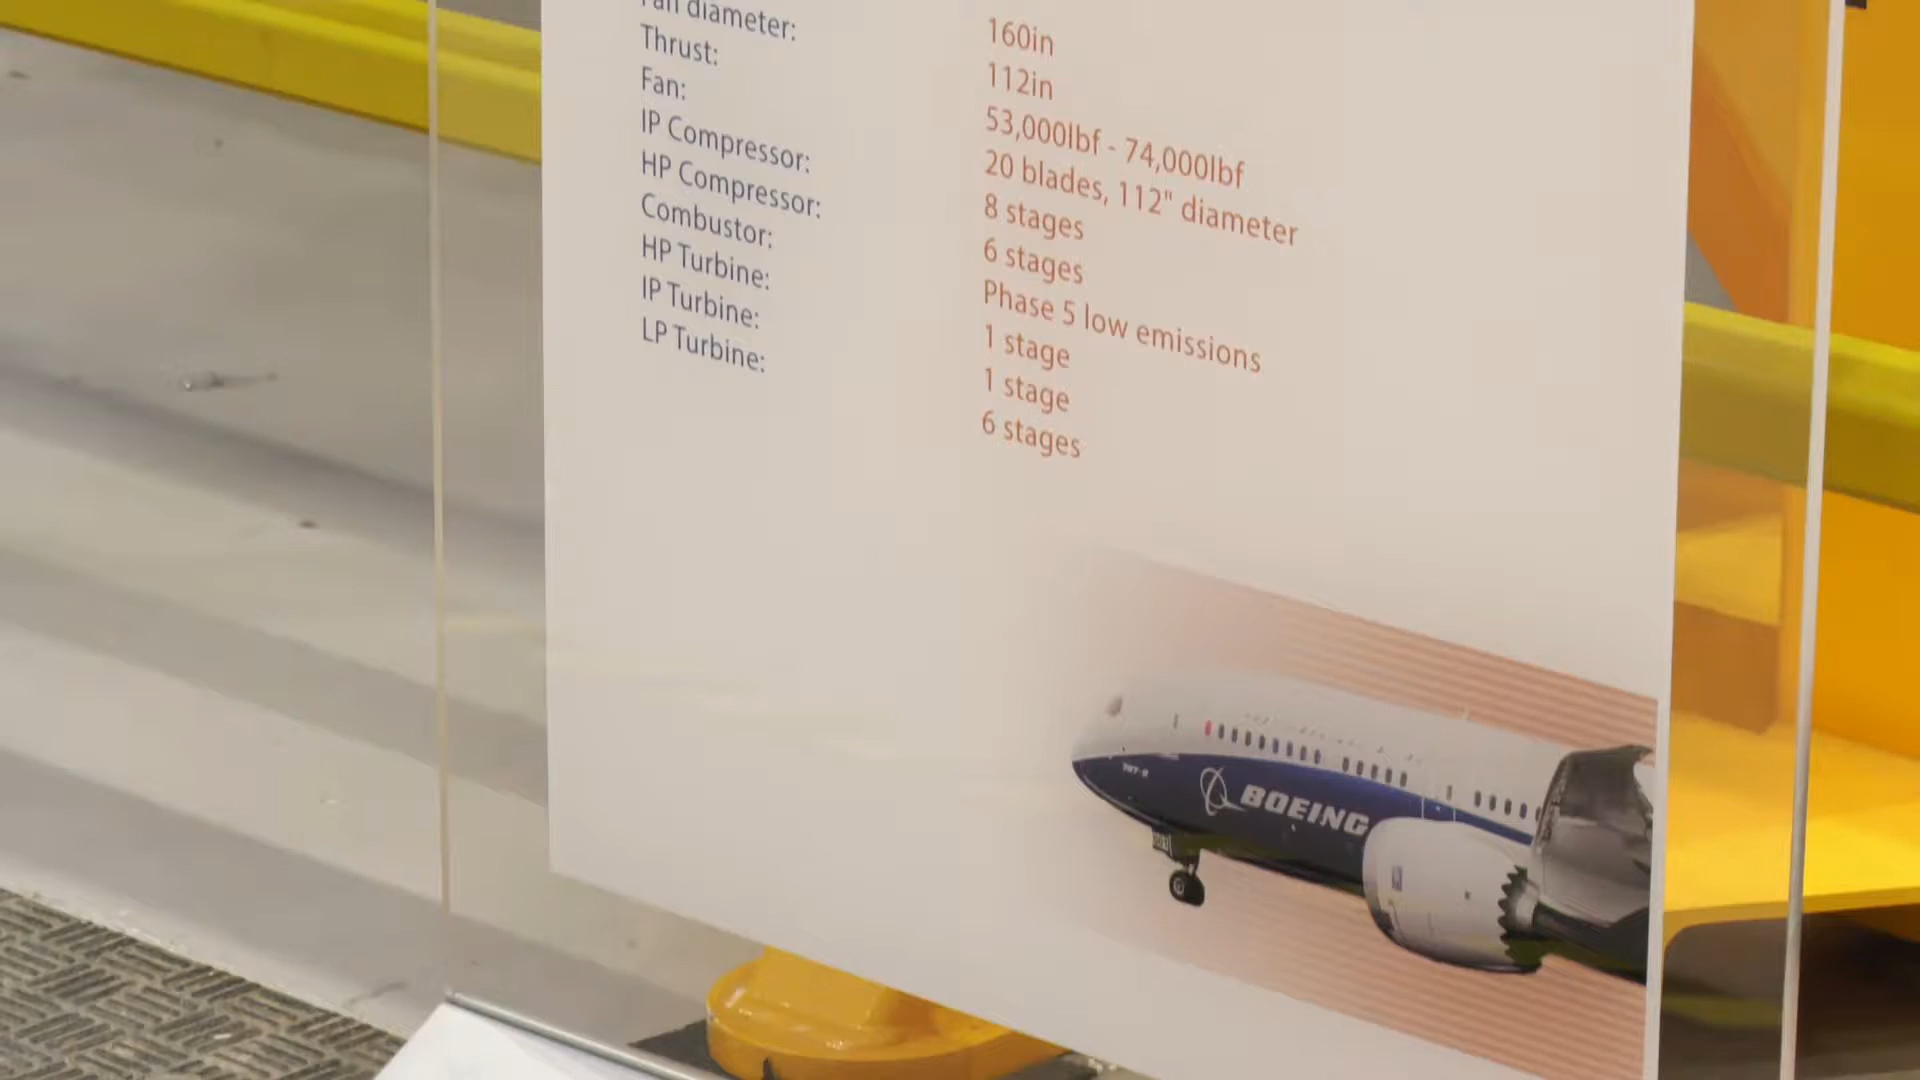 160in
Fan diameter: 112in
Thrust: 53,000lbf - 74,000lbf
Fan: 20 blades, 112" diameter
IP Compressor: 8 stages
HP Compressor: 6 stages
Combustor: Phase 5 low emissions
HP Turbine: 1 stage
IP Turbine: 1 stage
LP Turbine: 6 stages
BOEING